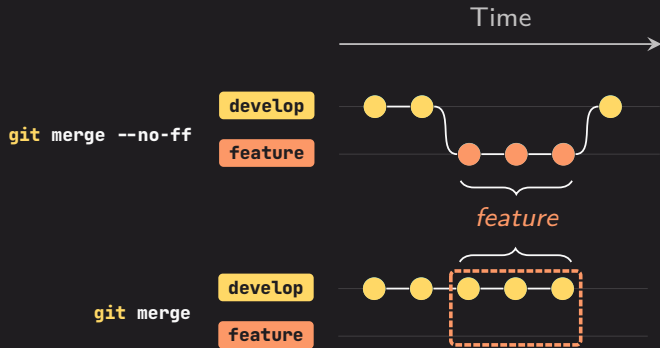 Time
develop
git merge --no-ff
feature
feature
develop
git merge
feature